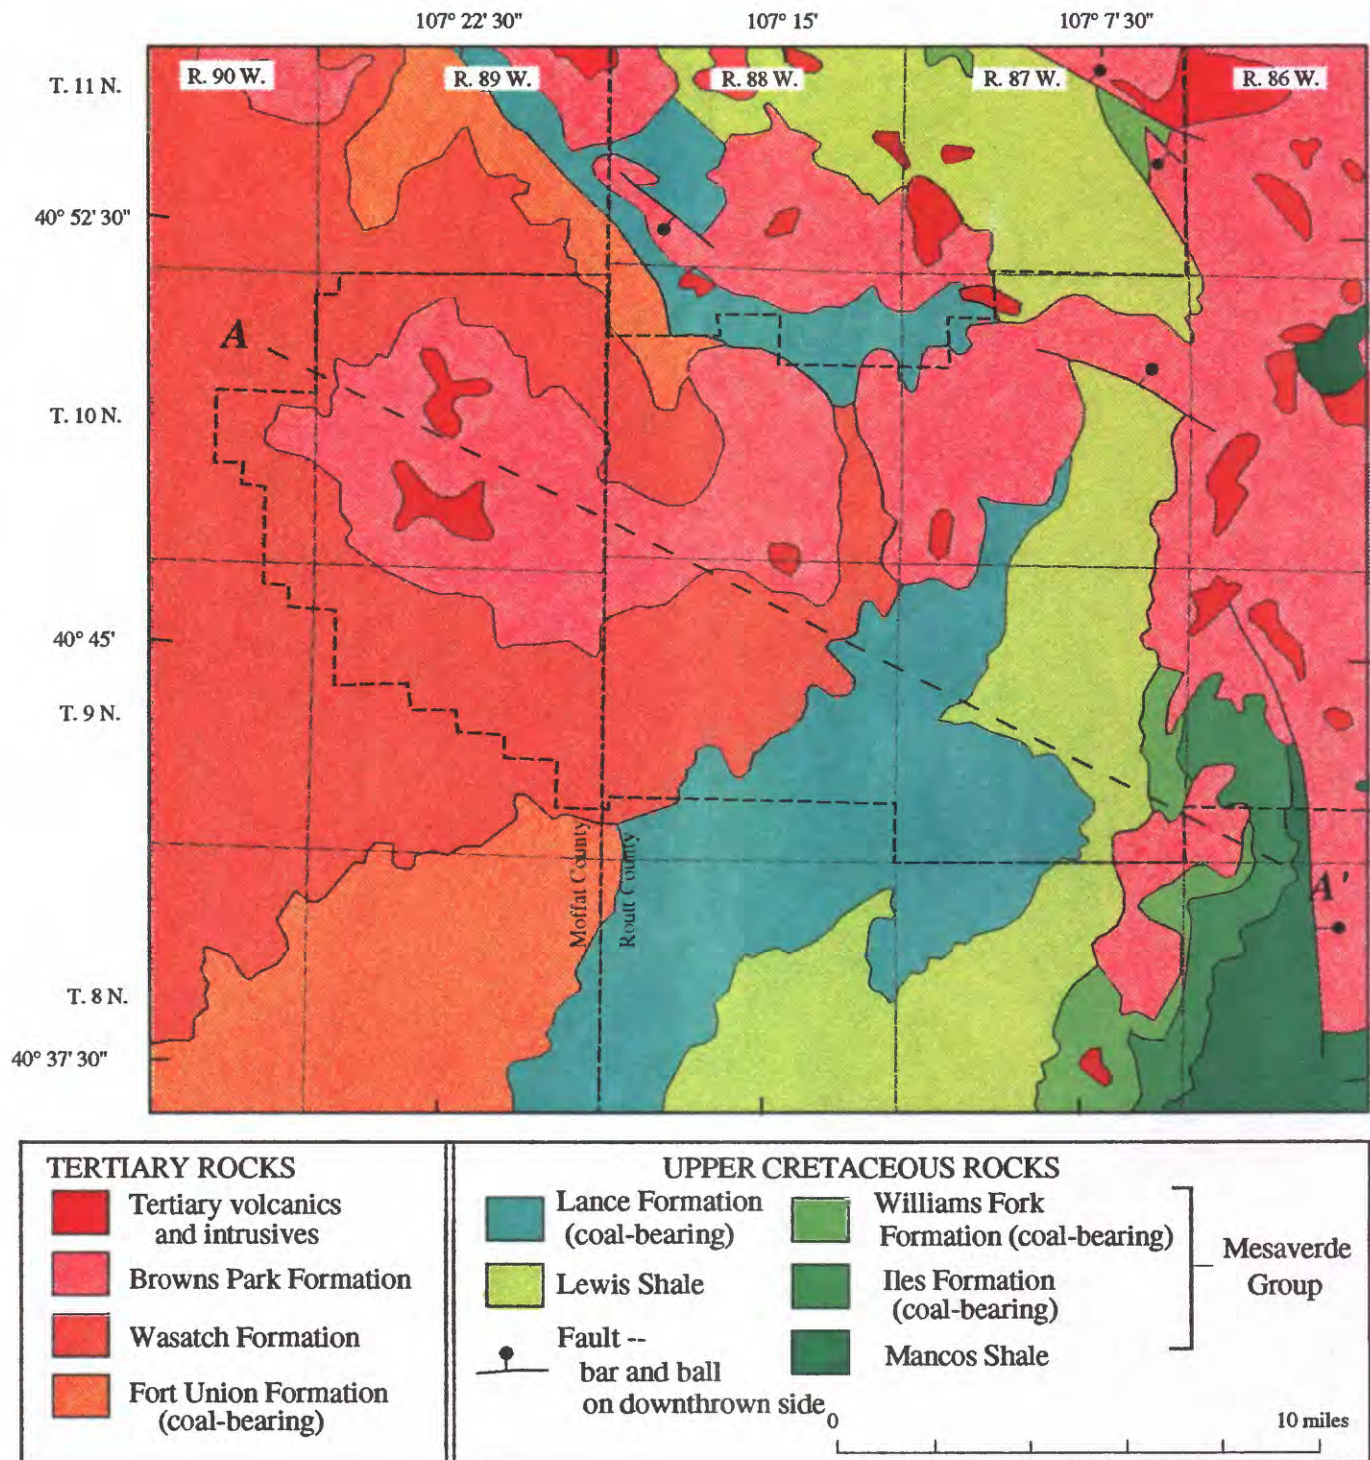 107° 22' 30"
107° 15'
107° 7' 30"
T. 11 N.
R. 90 W.
R. 89 W.
R. 88 W.
R. 87 W.
R. 86 W.
40° 52' 30"
A
T. 10 N.
40° 45'
T. 9 N.
Moffat County
Routt County
A'
T. 8 N.
40° 37' 30"
TERTIARY ROCKS
Tertiary volcanics
and intrusives
Browns Park Formation
Wasatch Formation
Fort Union Formation
(coal-bearing)
UPPER CRETACEOUS ROCKS
Lance Formation
(coal-bearing)
Lewis Shale
Fault --
bar and ball
on downthrown side
Williams Fork
Formation (coal-bearing)
Iles Formation
(coal-bearing)
Mancos Shale
Mesaverde
Group
0
10 miles